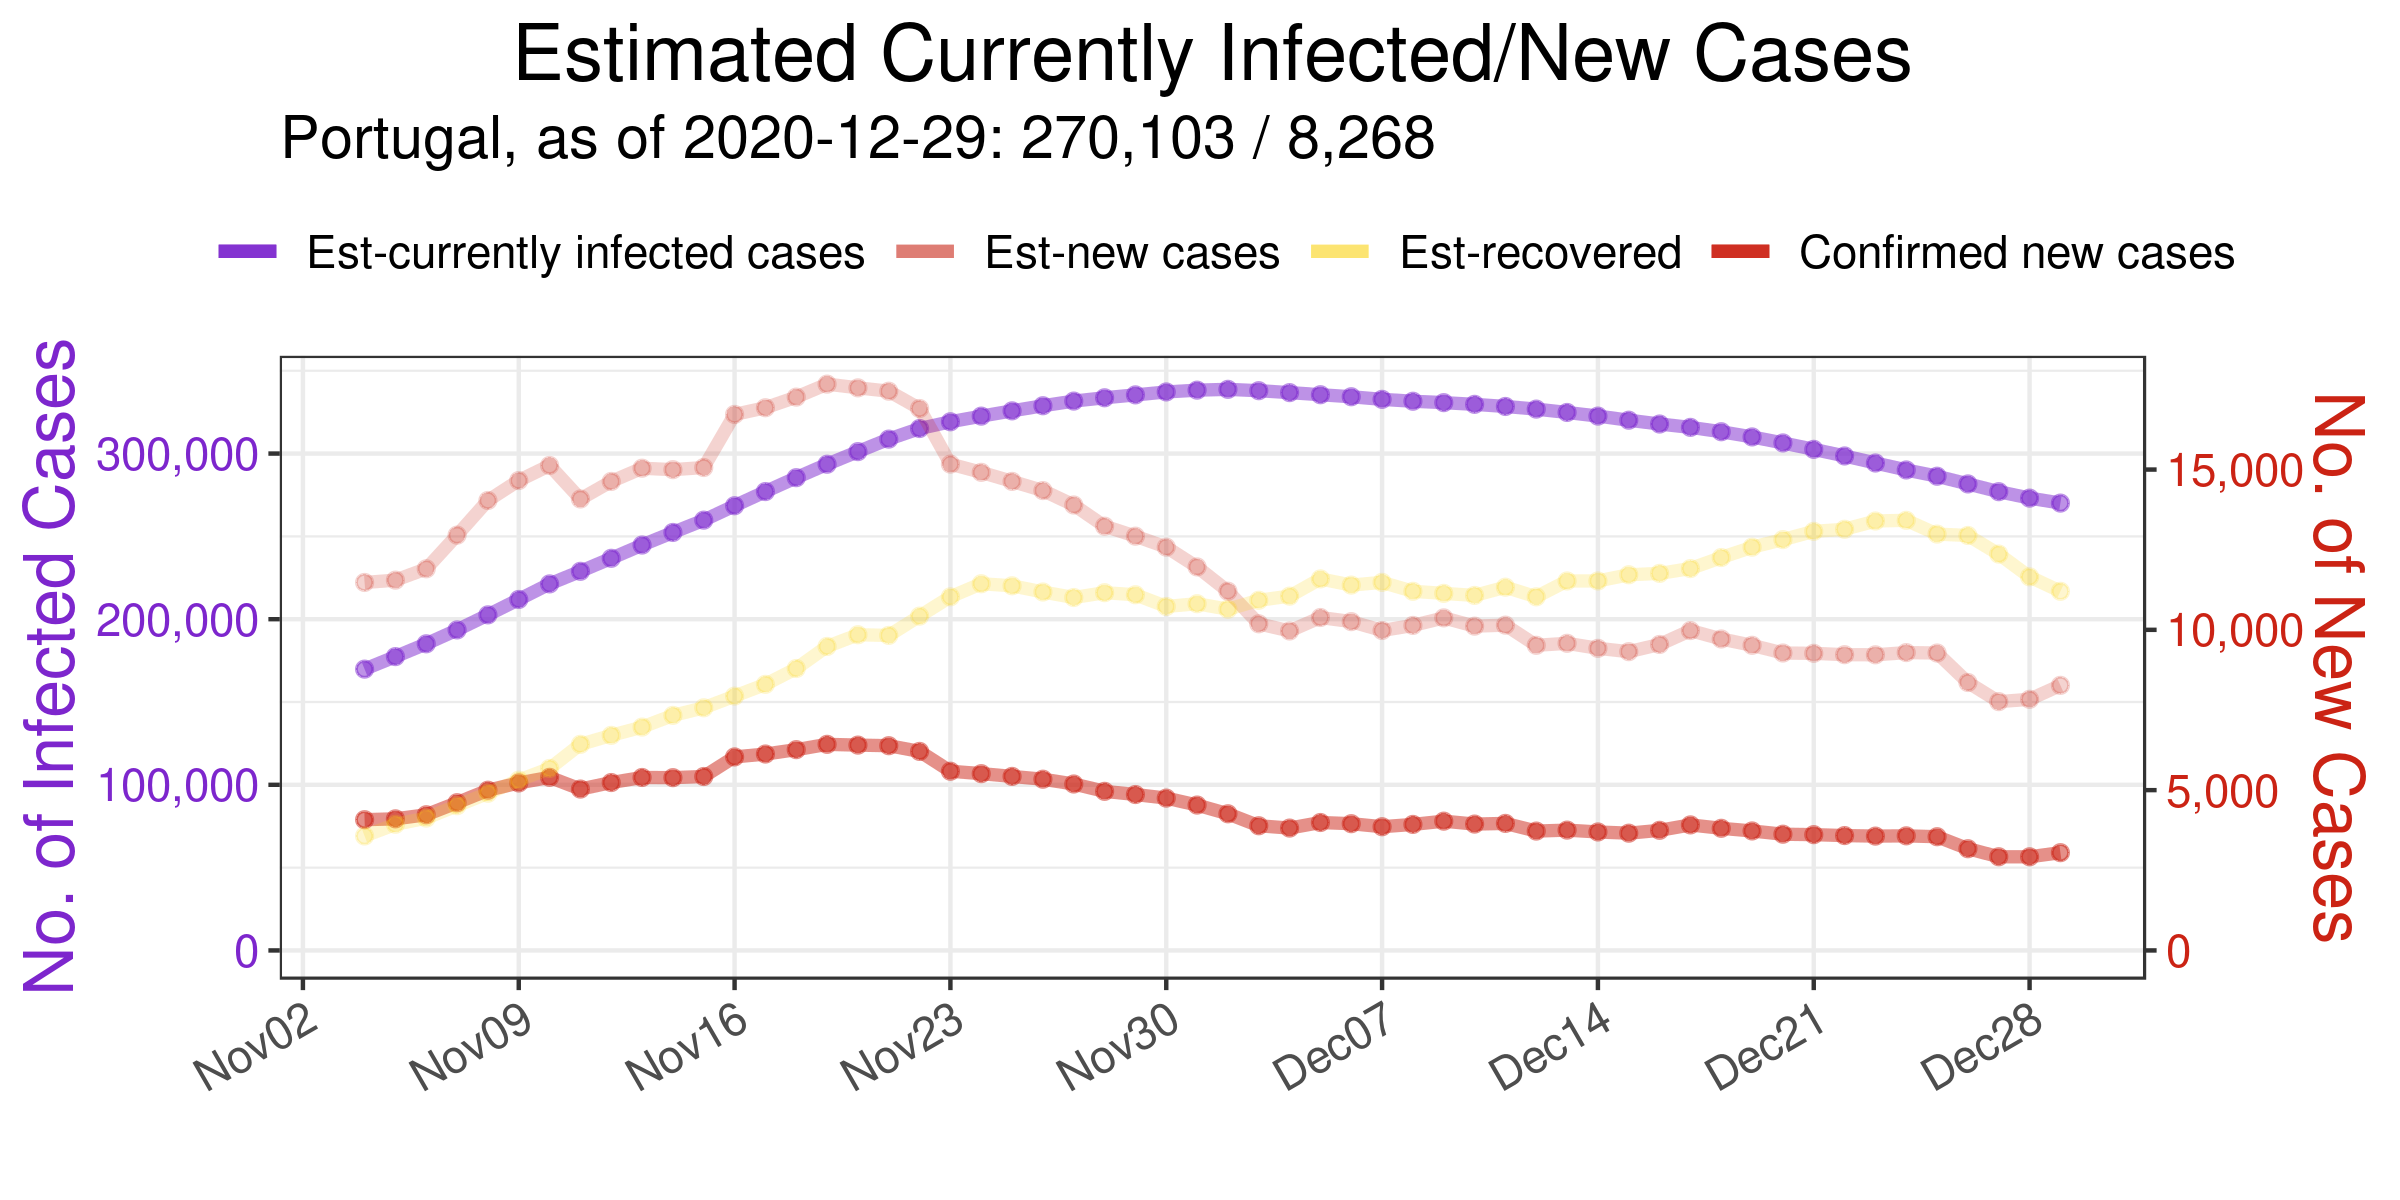 Estimated Currently Infected/New Cases
Portugal, as of 2020-12-29: 270,103 / 8,268
Est-currently infected cases Est-new cases Est-recovered Confirmed new cases
No. of Infected Cases
300,000
200,000
100,000
0
15,000
10,000
5,000
0
No. of New Cases
Nov02 Nov09 Nov16 Nov23 Nov30 Dec07 Dec14 Dec21 Dec28